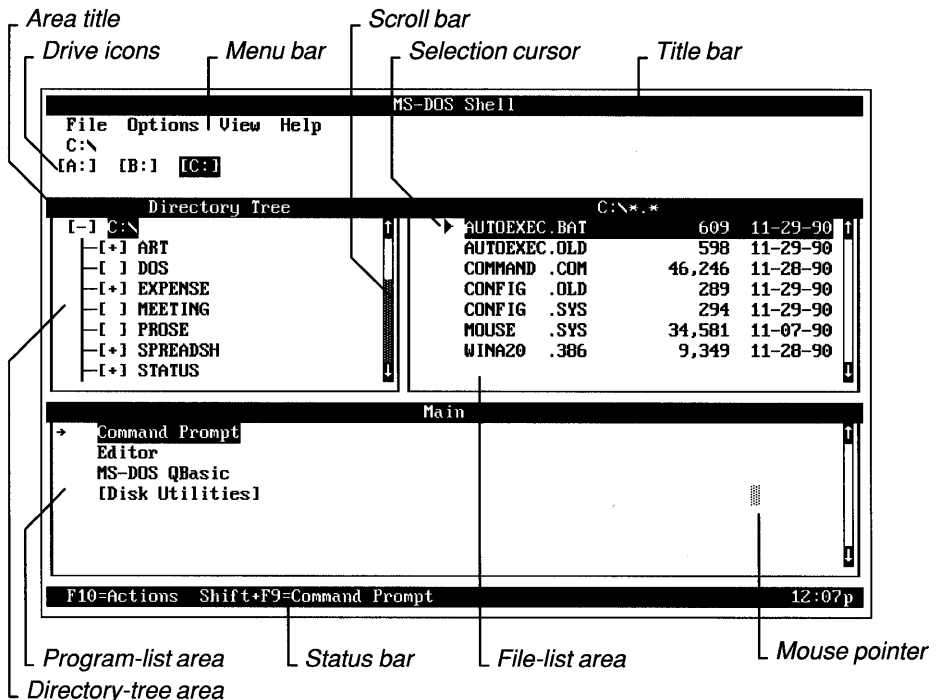 Area title
Scroll bar
Drive icons
Menu bar
Selection cursor
Title bar
MS-DOS Shell
File Options View Help
C:\
[A:] [B:] [C:]
Directory Tree
C:\*.*
[-] C:\
[+] ART
[ ] DOS
[+] EXPENSE
[ ] MEETING
[ ] PROSE
[+] SPREADSH
[+] STATUS
AUTOEXEC.BAT 609 11-29-90
AUTOEXEC.OLD 598 11-29-90
COMMAND .COM 46,246 11-28-90
CONFIG .OLD 289 11-29-90
CONFIG .SYS 294 11-29-90
MOUSE .SYS 34,581 11-07-90
WINA20 .386 9,349 11-28-90
Main
→ Command Prompt
Editor
MS-DOS QBasic
[Disk Utilities]
F10=Actions Shift+F9=Command Prompt 12:07p
Program-list area
Status bar
File-list area
Mouse pointer
Directory-tree area